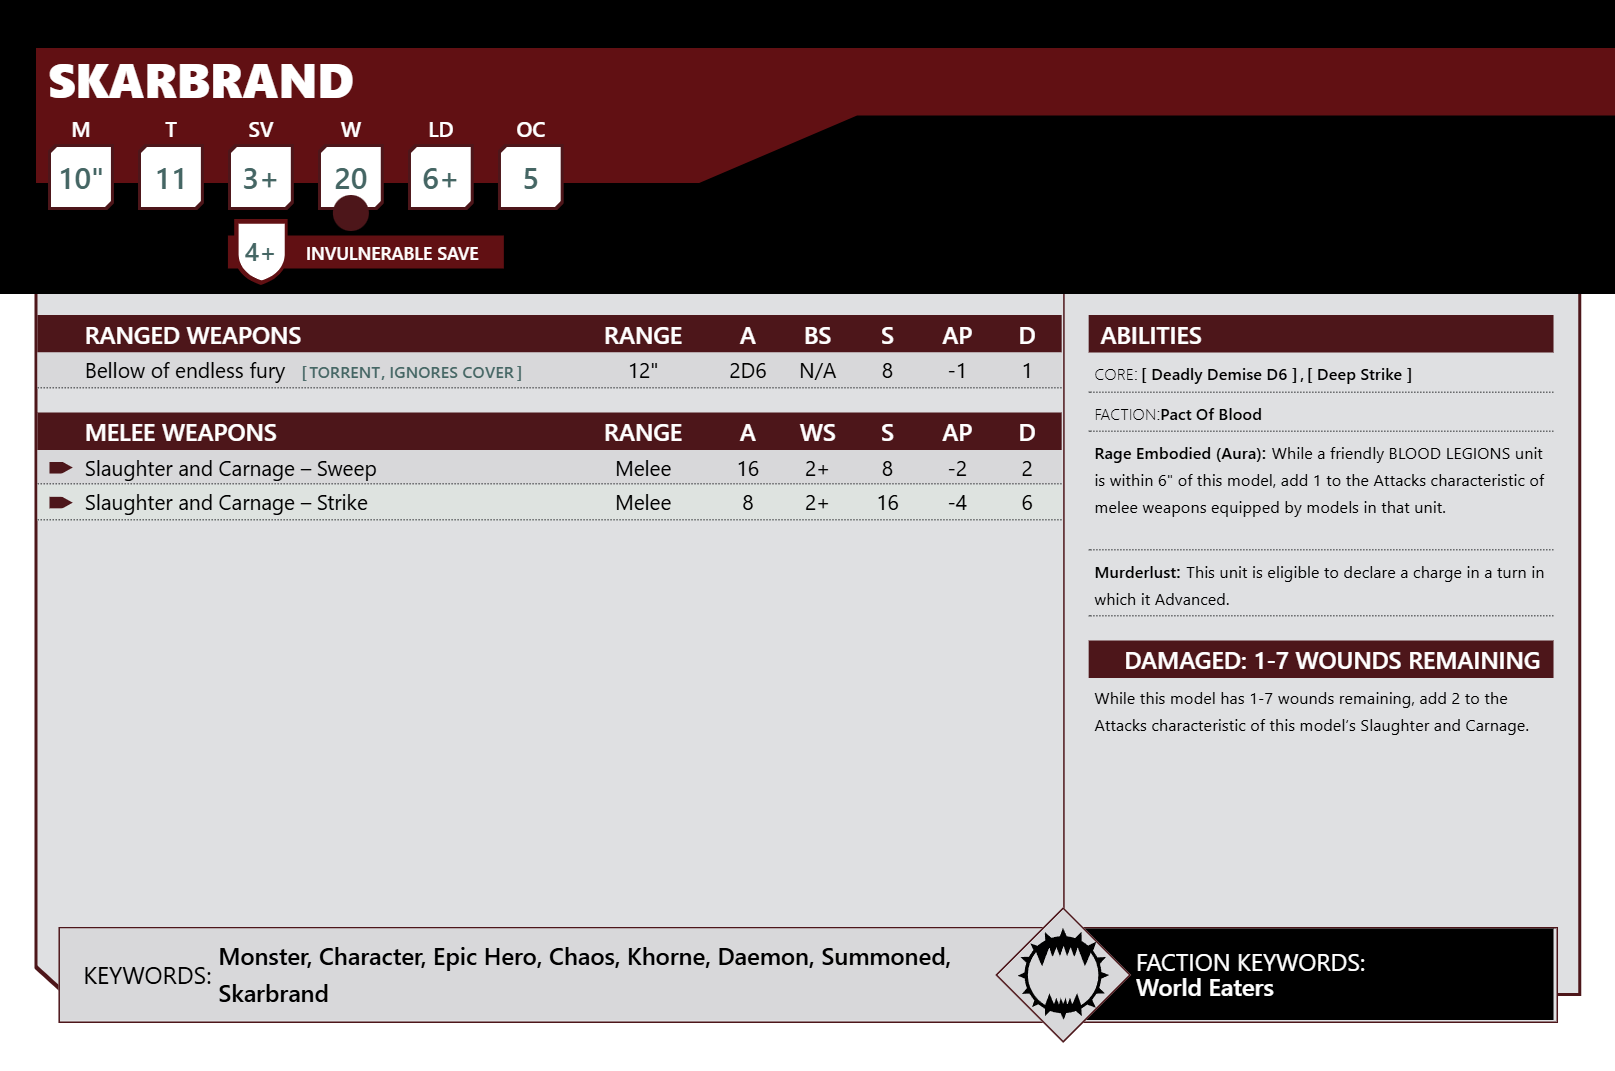 SKARBRAND
M T SV W LD OC
10" 11 3+ 20 6+ 5
4+ INVULNERABLE SAVE
RANGED WEAPONS RANGE A BS S AP D
Bellow of endless fury [TORRENT, IGNORES COVER] 12" 2D6 N/A 8 -1 1
MELEE WEAPONS RANGE A WS S AP D
Slaughter and Carnage – Sweep Melee 16 2+ 8 -2 2
Slaughter and Carnage – Strike Melee 8 2+ 16 -4 6
ABILITIES
CORE: [ Deadly Demise D6 ] , [ Deep Strike ]
FACTION:Pact Of Blood
Rage Embodied (Aura): While a friendly BLOOD LEGIONS unit
is within 6" of this model, add 1 to the Attacks characteristic of
melee weapons equipped by models in that unit.
Murderlust: This unit is eligible to declare a charge in a turn in
which it Advanced.
DAMAGED: 1-7 WOUNDS REMAINING
While this model has 1-7 wounds remaining, add 2 to the
Attacks characteristic of this model’s Slaughter and Carnage.
KEYWORDS: Monster, Character, Epic Hero, Chaos, Khorne, Daemon, Summoned,
Skarbrand
FACTION KEYWORDS:
World Eaters